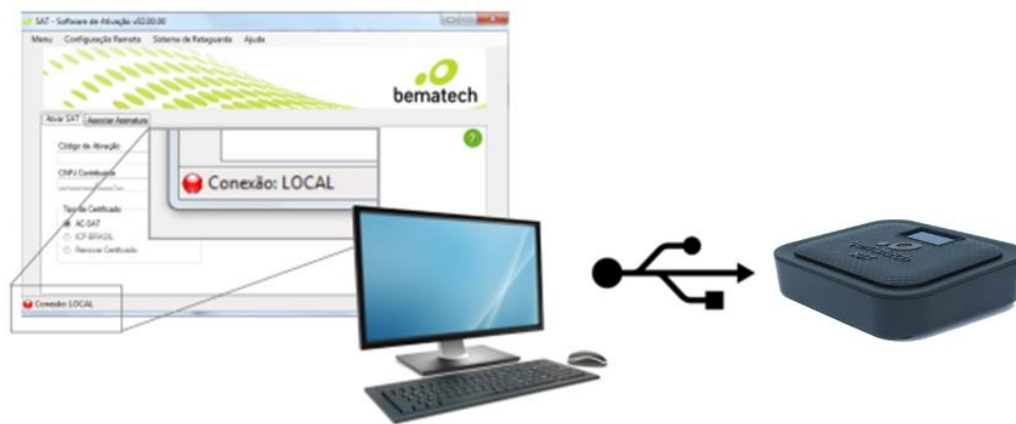 SAT - Software de Ativação v02.00.00
Menu Configuração Remota Sistema de Retaguarda Ajuda
bematech
Ativar SAT Associar Assinatura
?
Código de Ativação
CNPJ Contribuinte
Tipo de Certificado
AC-SAT
ICP-BRASIL
Renovar Certificado
Conexão: LOCAL
Conexão: LOCAL
bematech